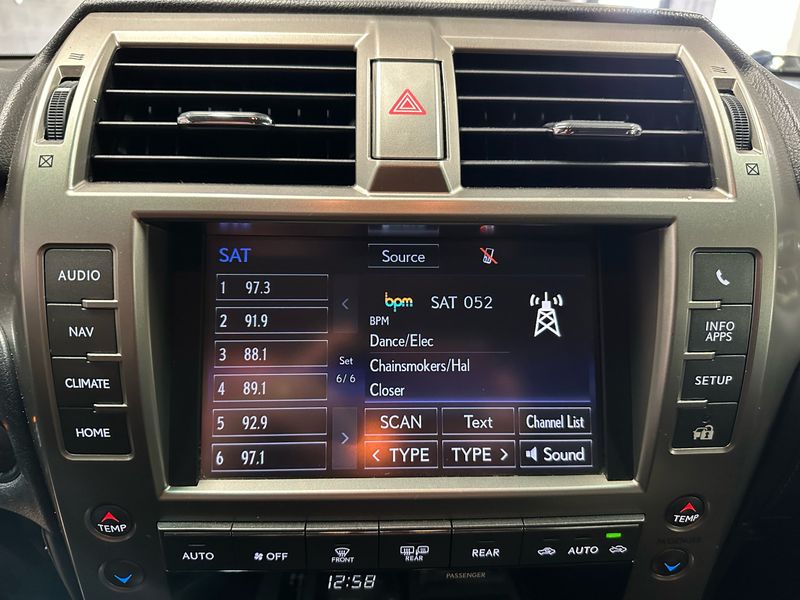 SAT
Source
1 97.3
2 91.9
3 88.1
4 89.1
5 92.9
6 97.1
Set
6/6
bpm SAT 052
BPM
Dance/Elec
Chainsmokers/Hal
Closer
SCAN Text Channel List
< TYPE TYPE > Sound
AUDIO
NAV
CLIMATE
HOME
INFO
APPS
SETUP
TEMP
TEMP
AUTO
OFF
FRONT
REAR
REAR
AUTO
12:58
PASSENGER